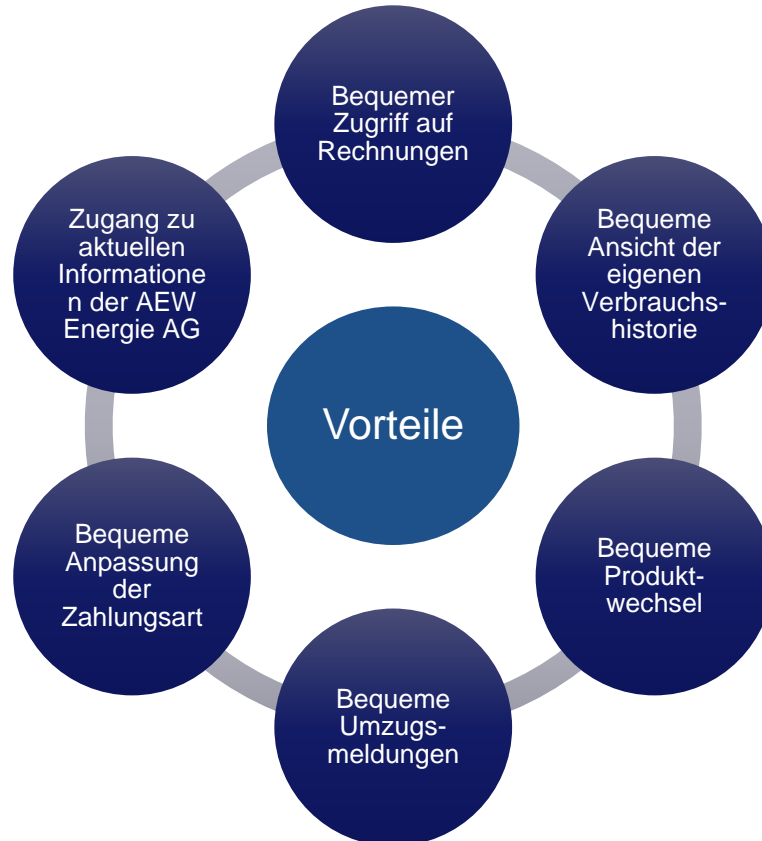 Bequemer
Zugriff auf
Rechnungen
Bequeme
Ansicht der
eigenen
Verbrauchs-
historie
Bequeme
Produkt-
wechsel
Bequeme
Umzugs-
meldungen
Bequeme
Anpassung
der
Zahlungsart
Zugang zu
aktuellen
Informatione
n der AEW
Energie AG
Vorteile